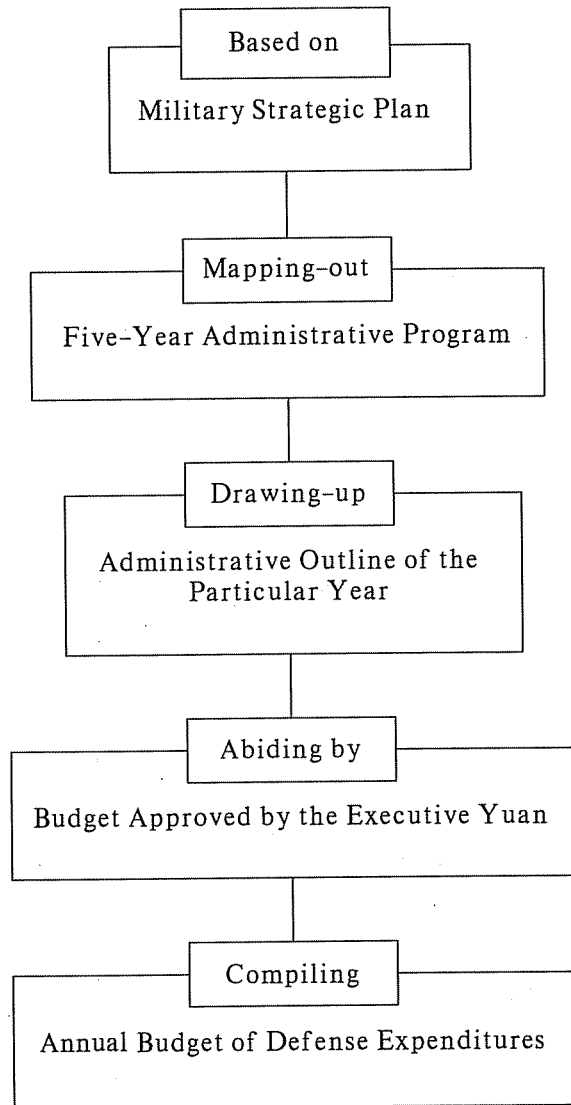 Based on
Military Strategic Plan
Mapping-out
Five-Year Administrative Program
Drawing-up
Administrative Outline of the
Particular Year
Abiding by
Budget Approved by the Executive Yuan
Compiling
Annual Budget of Defense Expenditures